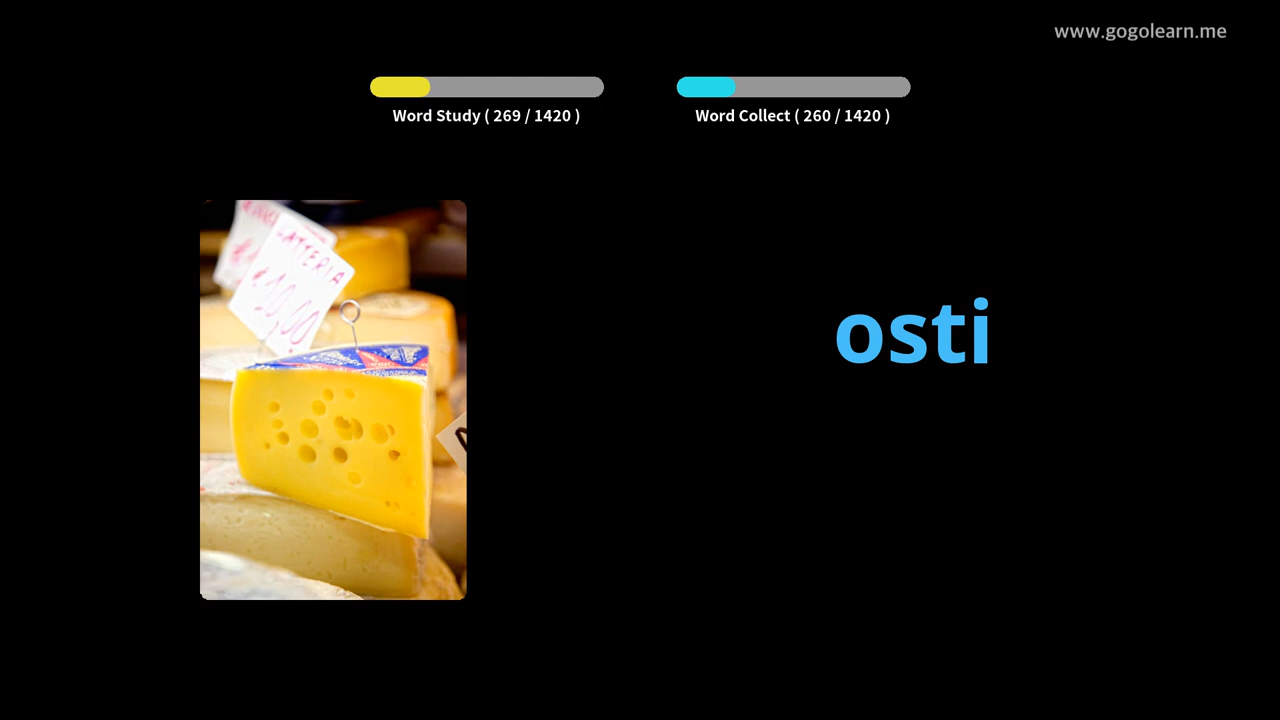 www.gogolearn.me
Word Study ( 269 / 1420 )
Word Collect ( 260 / 1420 )
LATTERIA
€10,00
osti